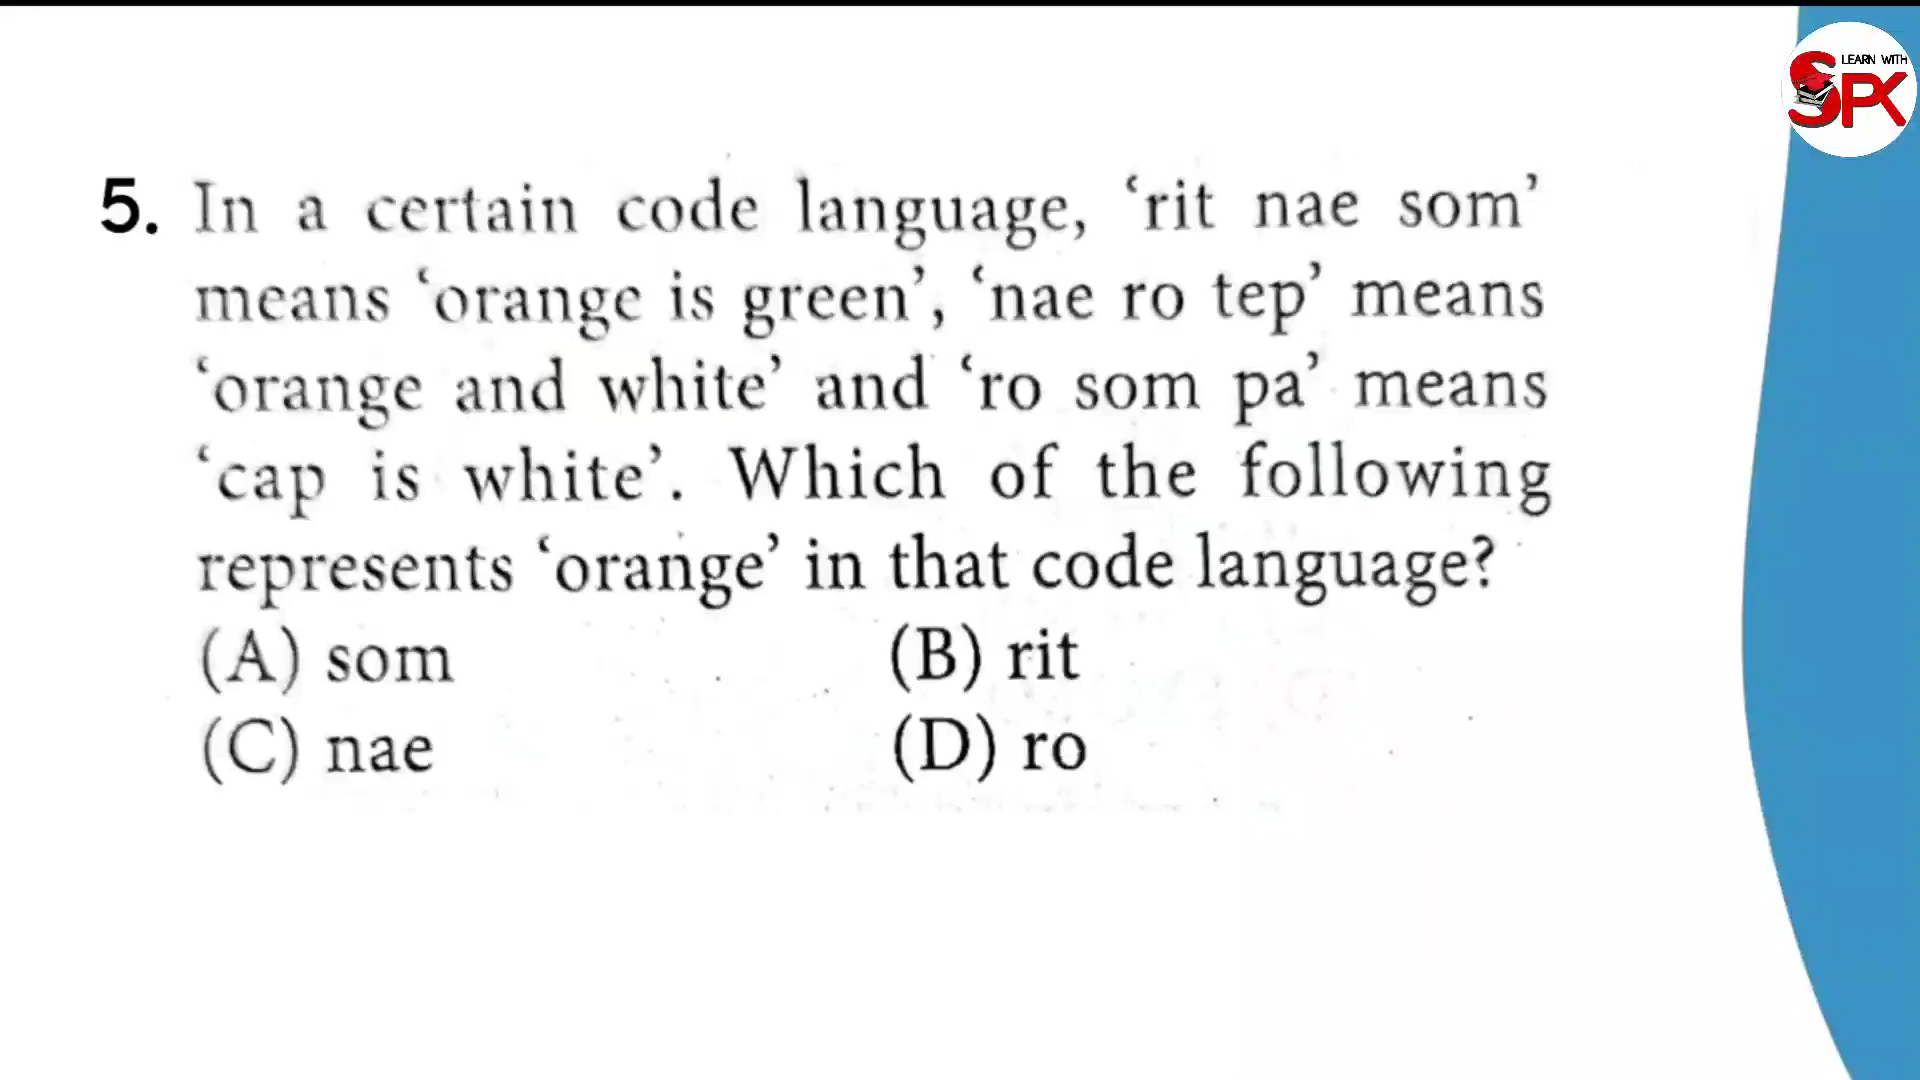 LEARN WITH
SPK
5. In a certain code language, ‘rit nae som’
means ‘orange is green’, ‘nae ro tep’ means
‘orange and white’ and ‘ro som pa’ means
‘cap is white’. Which of the following
represents ‘orange’ in that code language?
(A) som (B) rit
(C) nae (D) ro